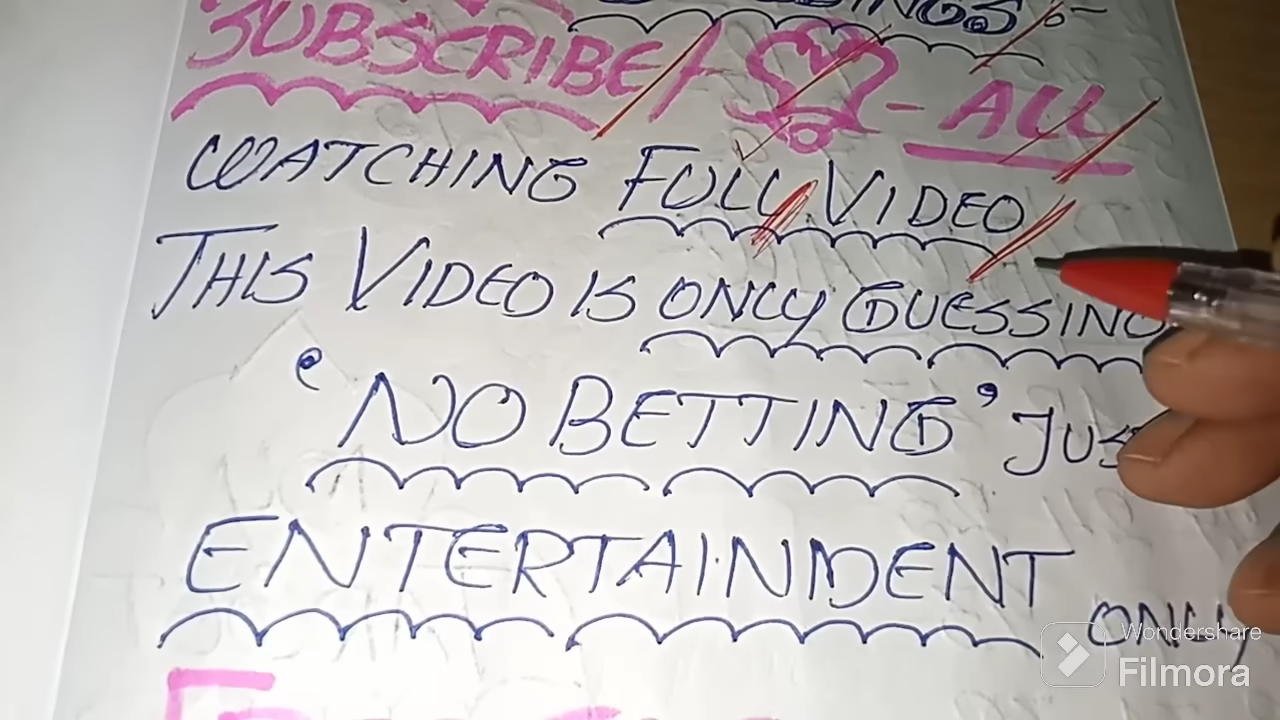 SUBSCRIBE/ - ALL
WATCHING FULL VIDEO
THIS VIDEO IS ONLY GUESSING
'NO BETTING' JUS
ENTERTAINMENT ONLY
Wondershare
Filmora